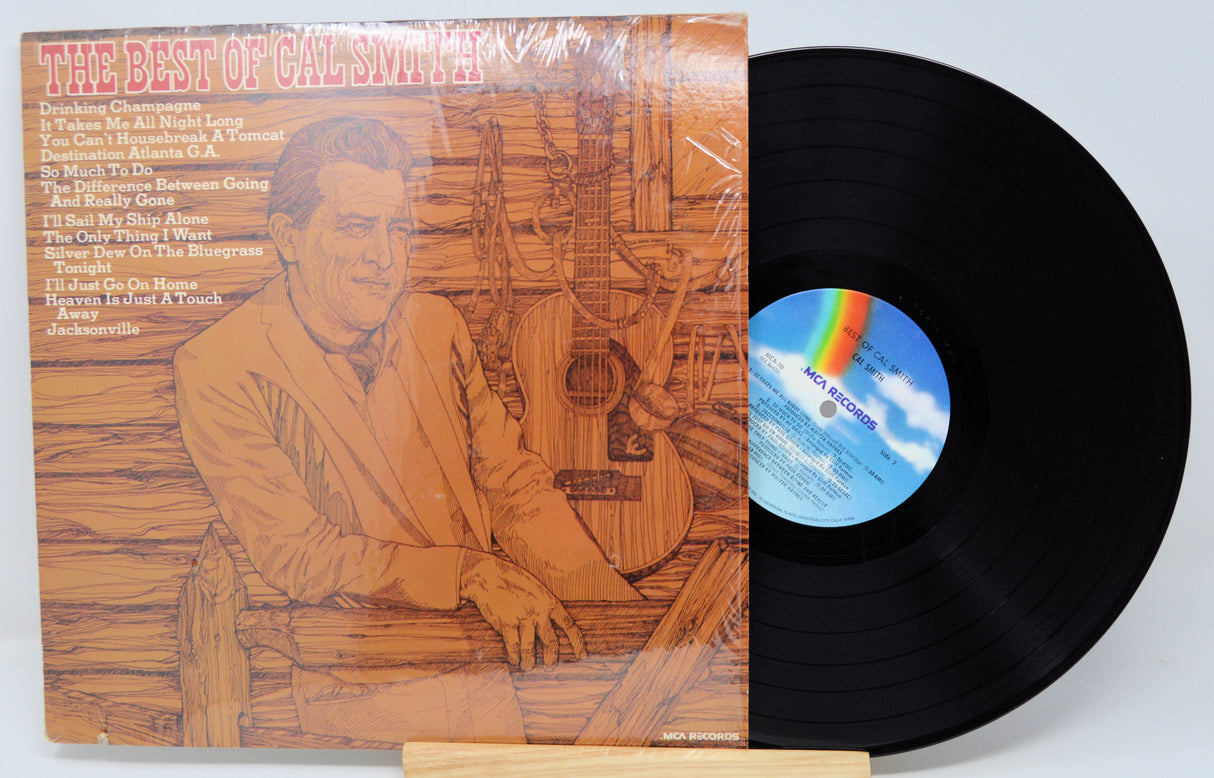 THE BEST OF CAL SMITH
Drinking Champagne
It Takes Me All Night Long
You Can't Housebreak A Tomcat
Destination Atlanta G.A.
So Much To Do
The Difference Between Going
And Really Gone
I'll Sail My Ship Alone
The Only Thing I Want
Silver Dew On The Bluegrass
Tonight
I'll Just Go On Home
Heaven Is Just A Touch
Away
Jacksonville
MCA RECORDS
BEST OF CAL SMITH
CAL SMITH
MCA-70
MCA RECORDS
Side 2